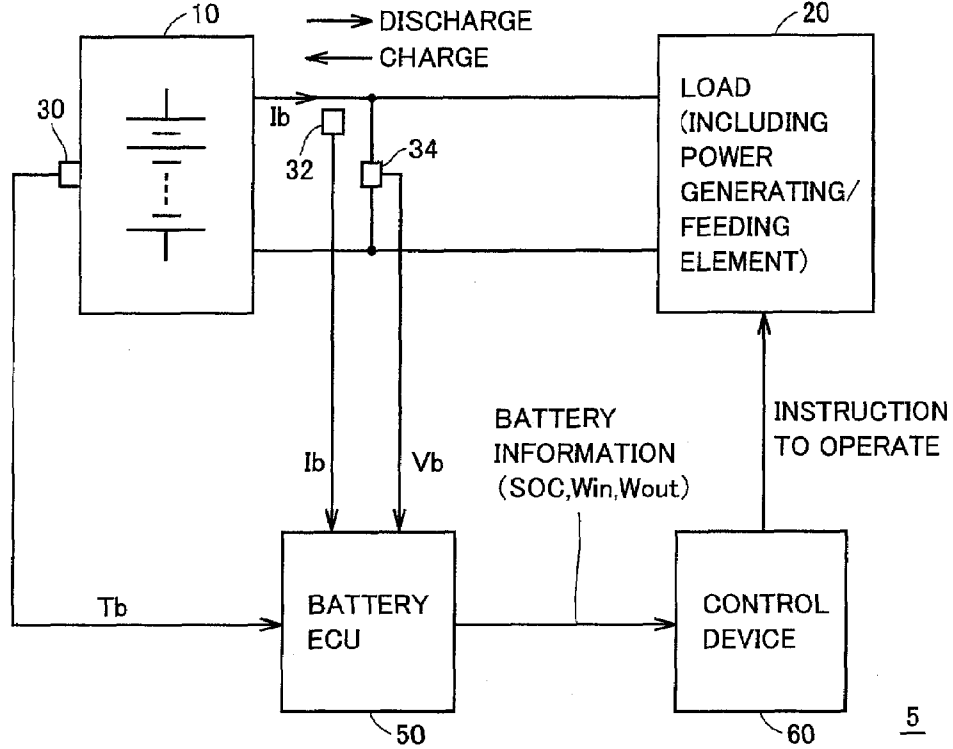 10
DISCHARGE
CHARGE
20
30
Ib
32
34
LOAD
(INCLUDING
POWER
GENERATING/
FEEDING
ELEMENT)
INSTRUCTION
TO OPERATE
BATTERY
INFORMATION
(SOC,Win,Wout)
Ib
Vb
Tb
BATTERY
ECU
CONTROL
DEVICE
50
60
5